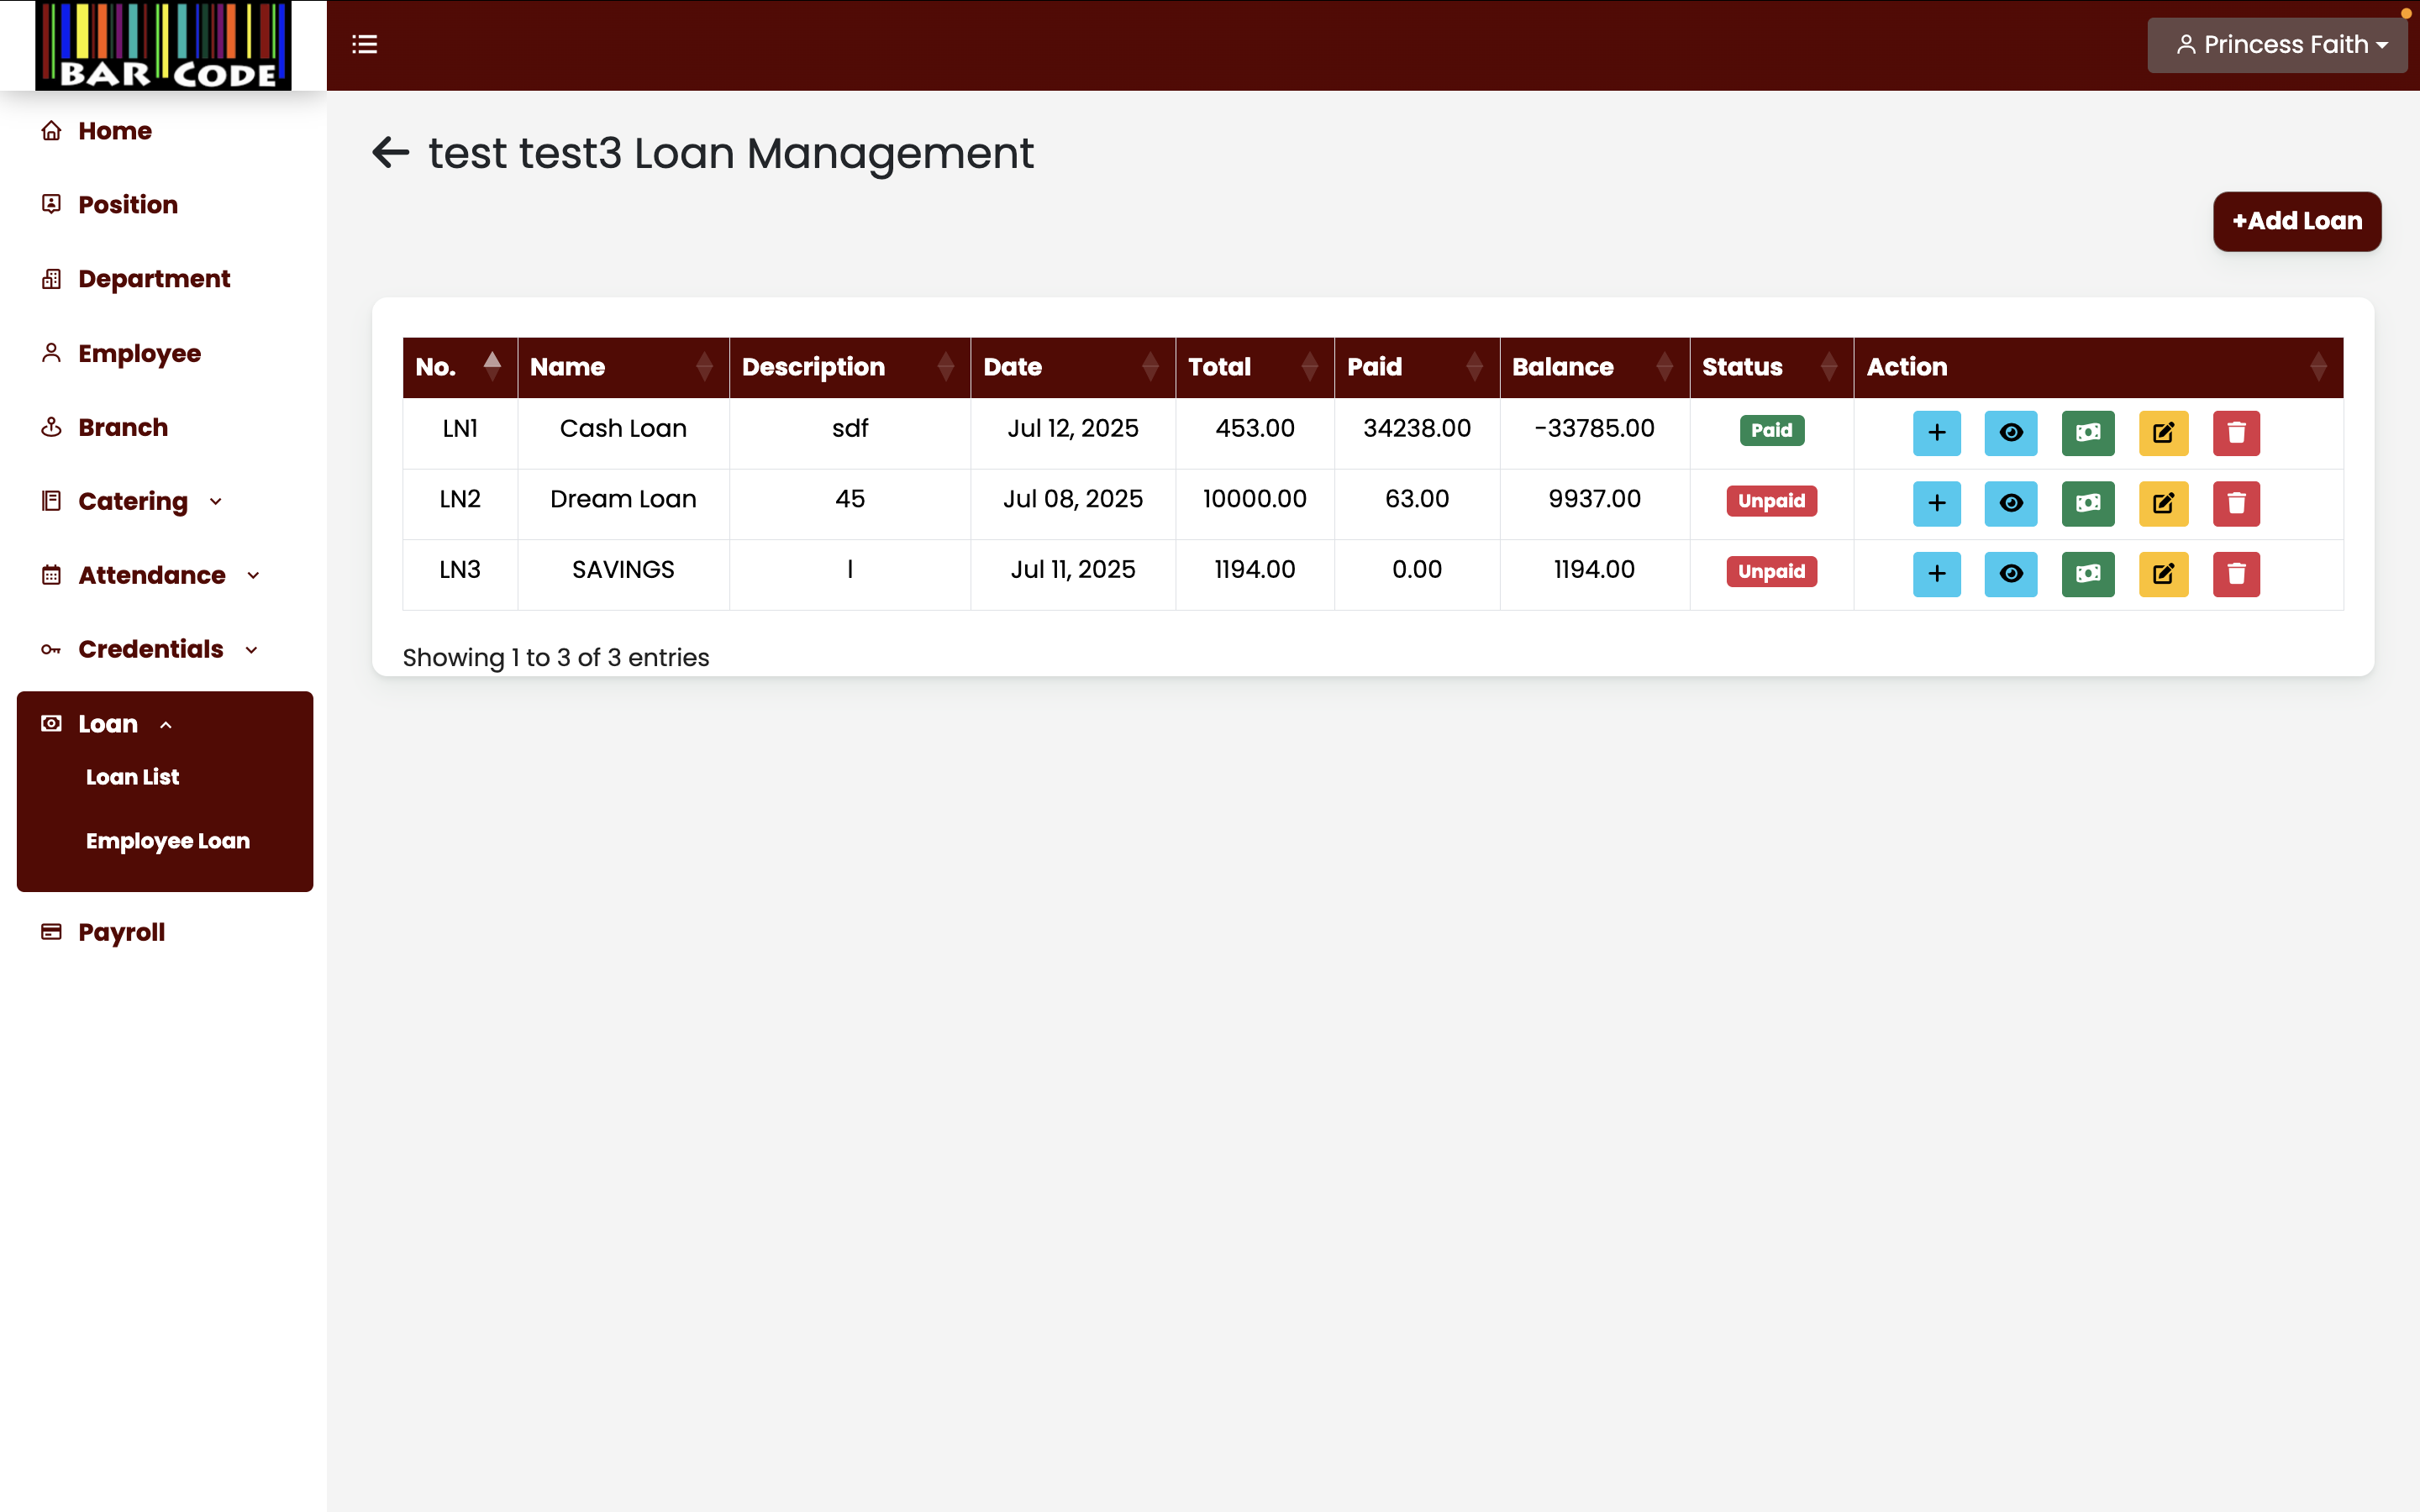 BAR CODE
Princess Faith
Home
Position
Department
Employee
Branch
Catering
Attendance
Credentials
Loan
Loan List
Employee Loan
Payroll
test test3 Loan Management
+Add Loan
No. Name Description Date Total Paid Balance Status Action
LN1 Cash Loan sdf Jul 12, 2025 453.00 34238.00 -33785.00 Paid
LN2 Dream Loan 45 Jul 08, 2025 10000.00 63.00 9937.00 Unpaid
LN3 SAVINGS l Jul 11, 2025 1194.00 0.00 1194.00 Unpaid
Showing 1 to 3 of 3 entries